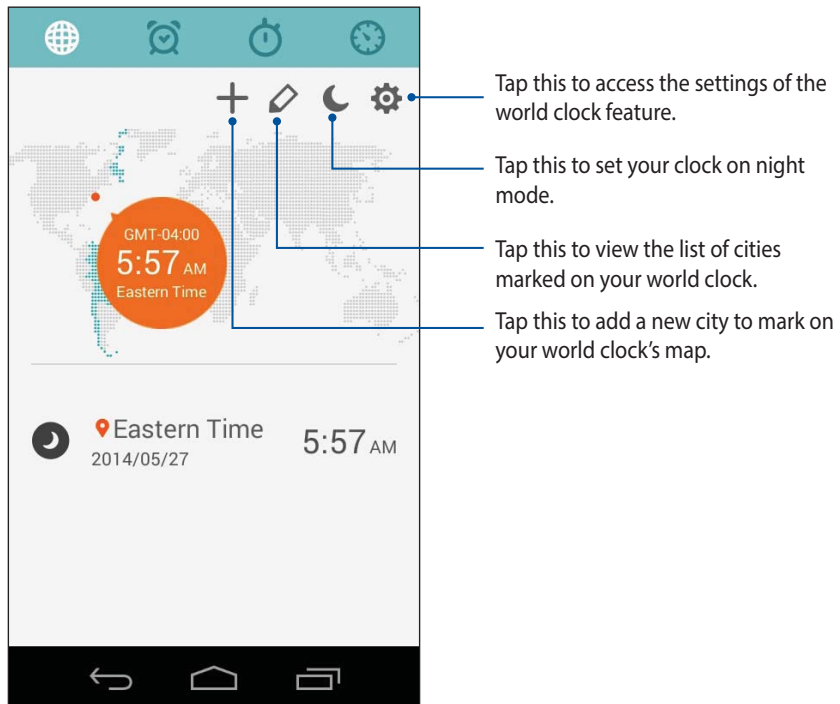 Tap this to access the settings of the
world clock feature.
Tap this to set your clock on night
mode.
Tap this to view the list of cities
marked on your world clock.
Tap this to add a new city to mark on
your world clock’s map.
GMT-04:00
5:57 AM
Eastern Time
Eastern Time
2014/05/27
5:57 AM